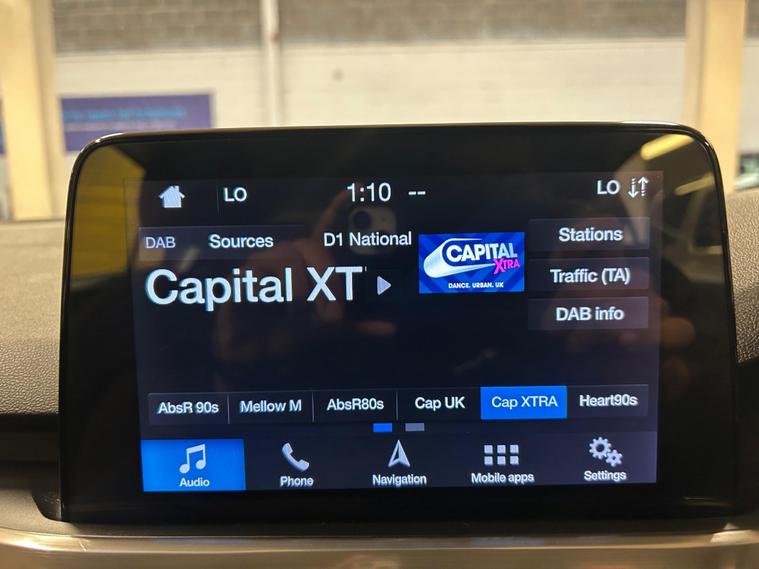 LO
1:10 --
LO
DAB
Sources
D1 National
CAPITAL
XTRA
DANCE. URBAN. UK
Stations
Capital XT
Traffic (TA)
DAB info
AbsR 90s
Mellow M
AbsR80s
Cap UK
Cap XTRA
Heart90s
Audio
Phone
Navigation
Mobile apps
Settings